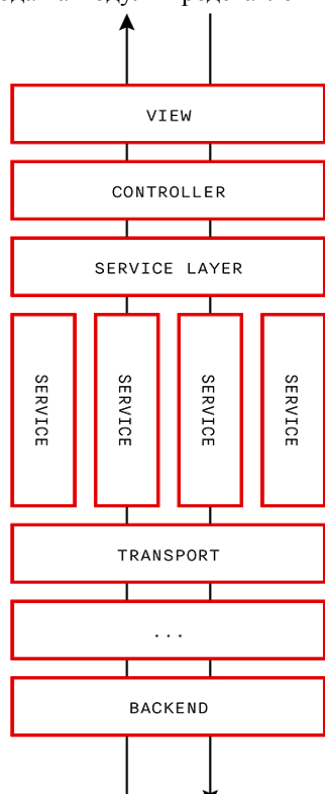 VIEW
CONTROLLER
SERVICE LAYER
SERVICE
SERVICE
SERVICE
SERVICE
TRANSPORT
...
BACKEND